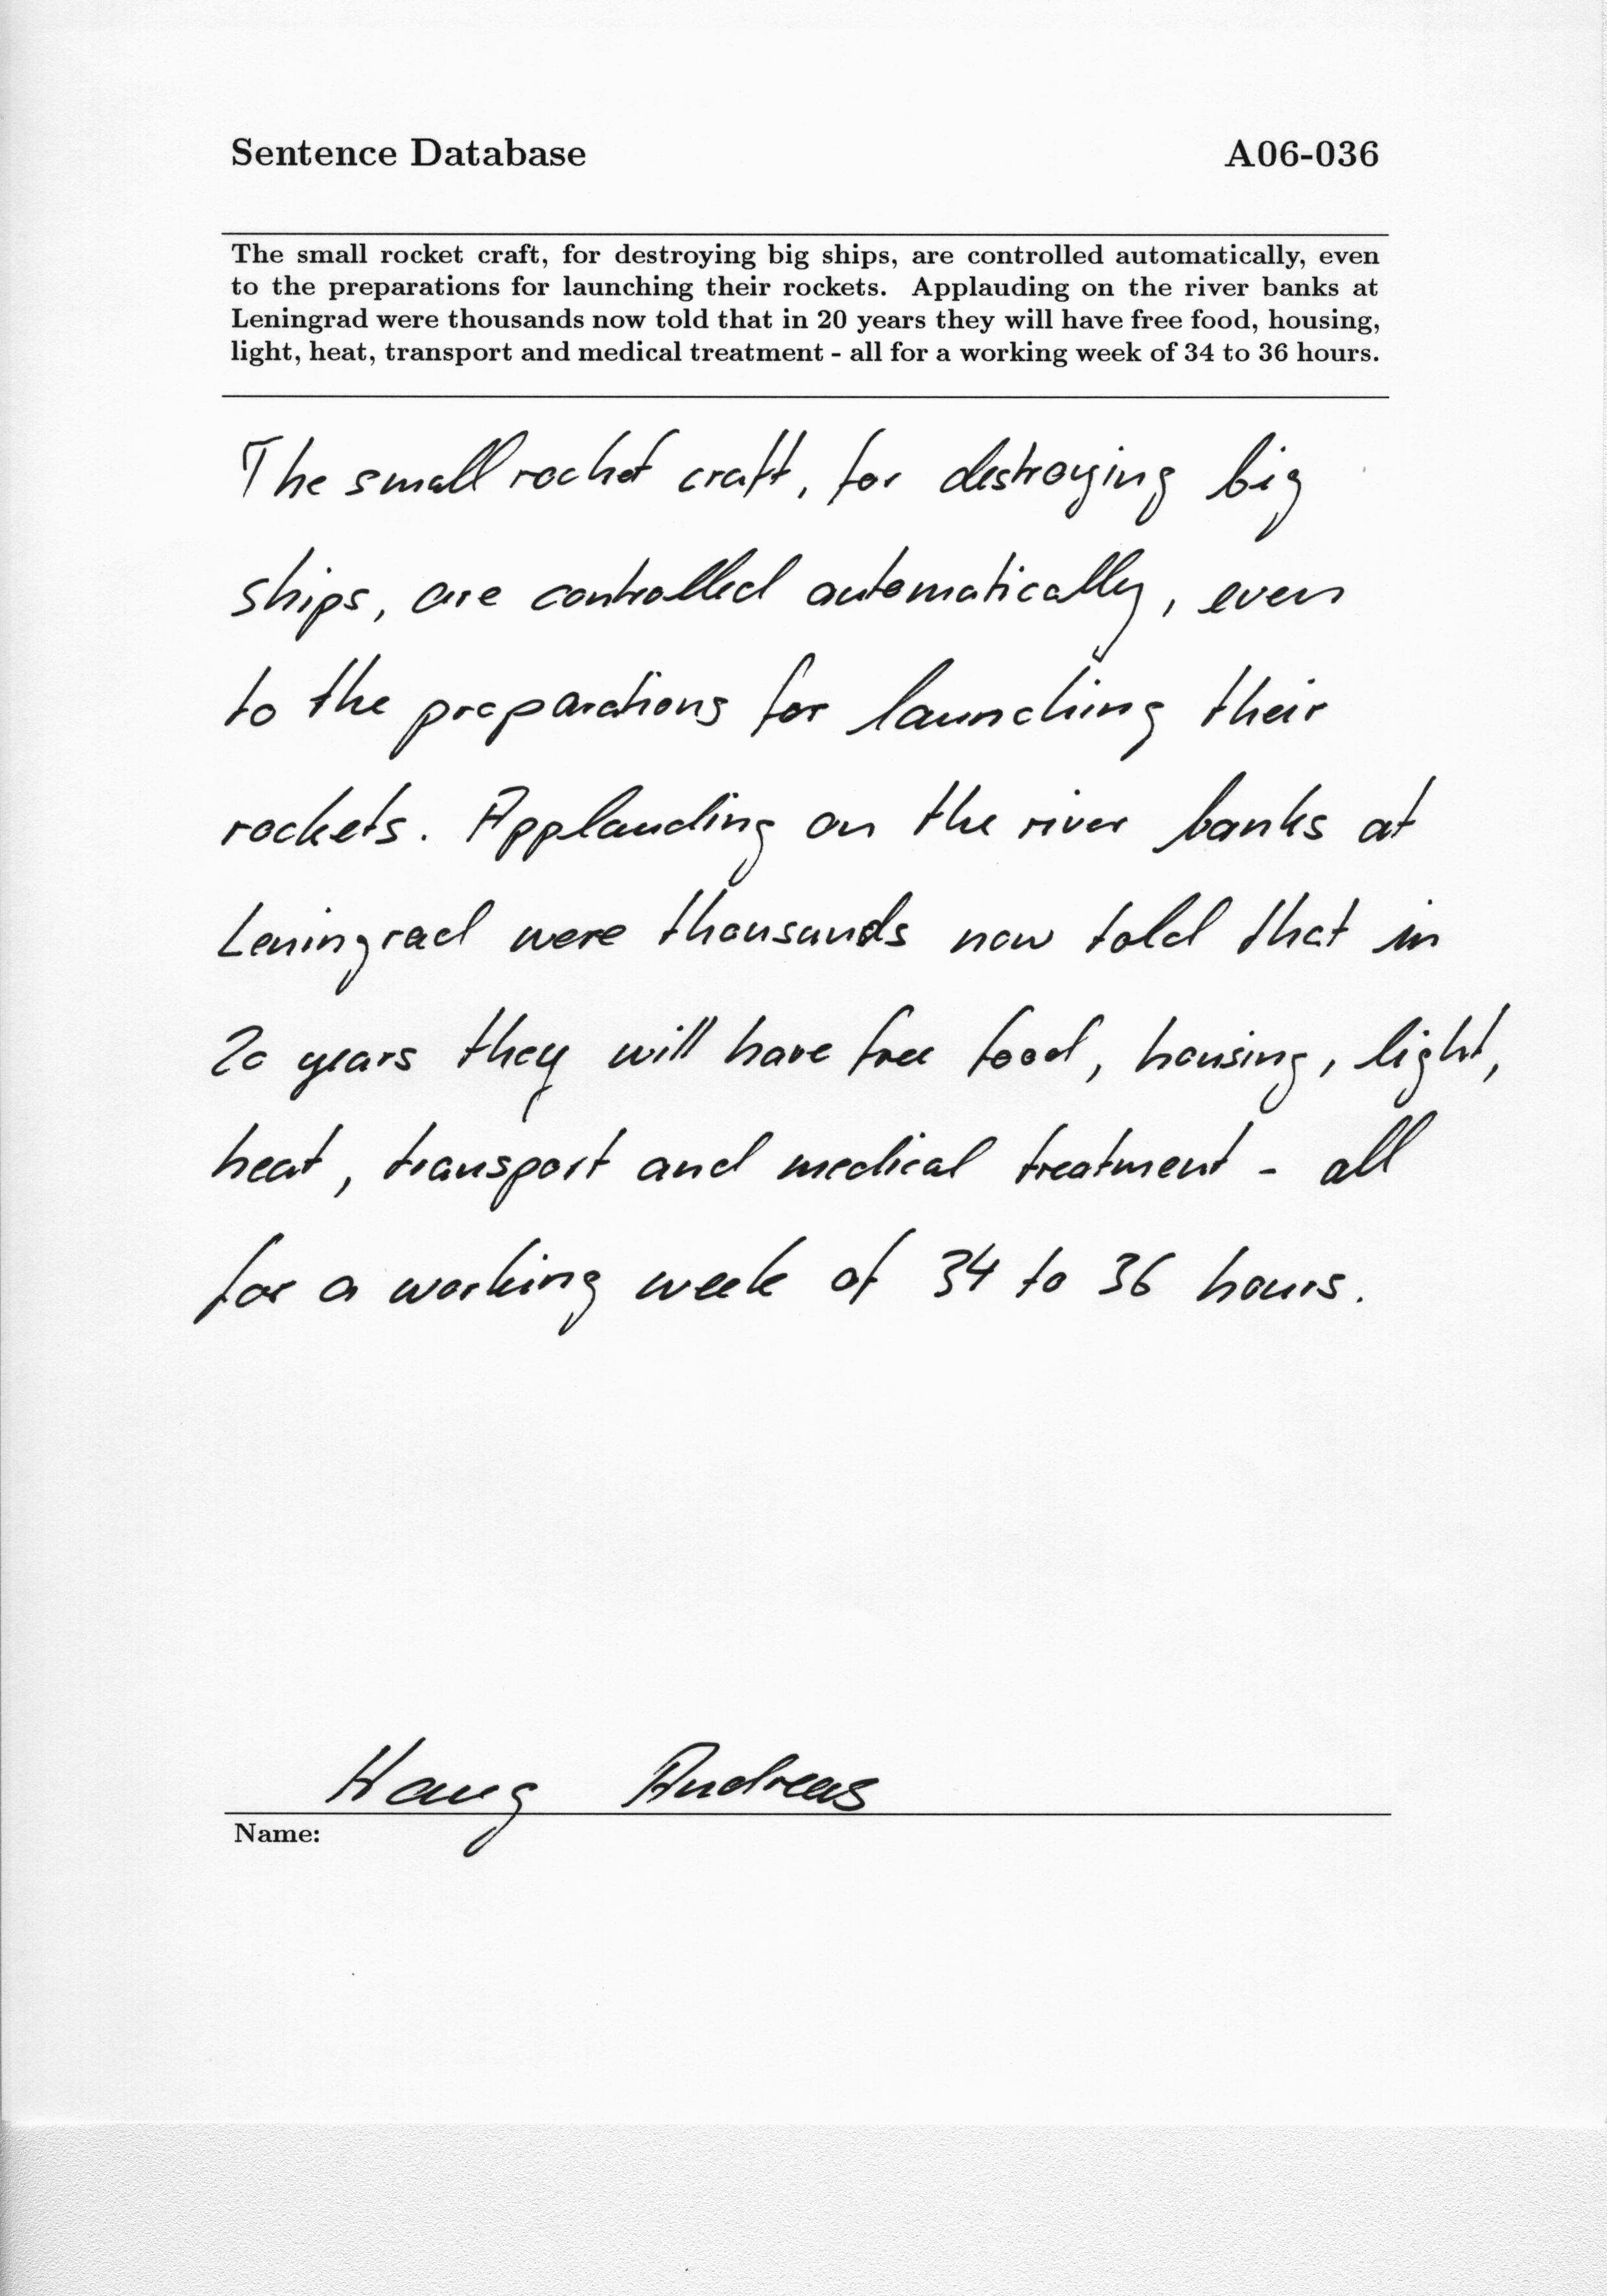 Sentence Database A06-036
The small rocket craft, for destroying big ships, are controlled automatically, even
to the preparations for launching their rockets. Applauding on the river banks at
Leningrad were thousands now told that in 20 years they will have free food, housing,
light, heat, transport and medical treatment - all for a working week of 34 to 36 hours.
The small rocket craft, for destroying big
ships, are controlled automatically, even
to the preparations for launching their
rockets. Applauding on the river banks at
Leningrad were thousands now told that in
20 years they will have free food, housing, light,
heat, transport and medical treatment - all
for a working week of 34 to 36 hours.
Haug Andreas
Name: